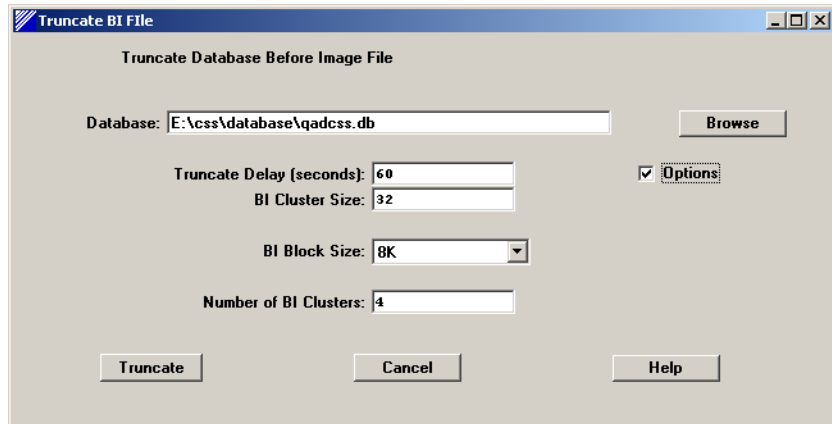 Truncate BI FIle
Truncate Database Before Image File
Database: E:\css\database\qadcss.db Browse
Truncate Delay (seconds): 60 Options
BI Cluster Size: 32
BI Block Size: 8K
Number of BI Clusters: 4
Truncate Cancel Help